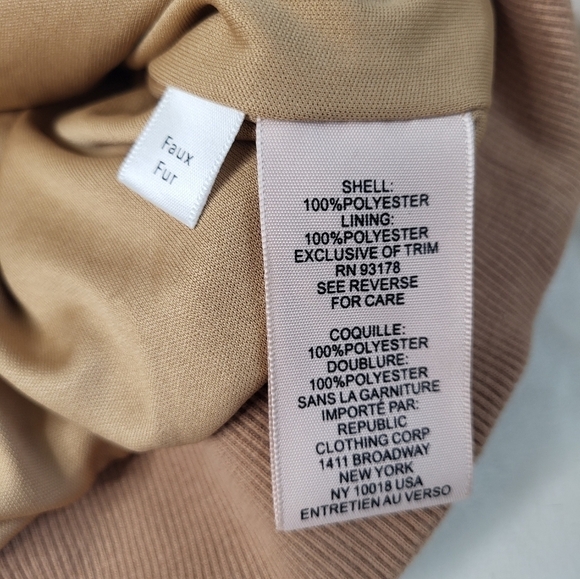 Faux
Fur
SHELL:
100%POLYESTER
LINING:
100%POLYESTER
EXCLUSIVE OF TRIM
RN 93178
SEE REVERSE
FOR CARE
COQUILLE:
100%POLYESTER
DOUBLURE:
100%POLYESTER
SANS LA GARNITURE
IMPORTÉ PAR:
REPUBLIC
CLOTHING CORP
1411 BROADWAY
NEW YORK
NY 10018 USA
ENTRETIEN AU VERSO